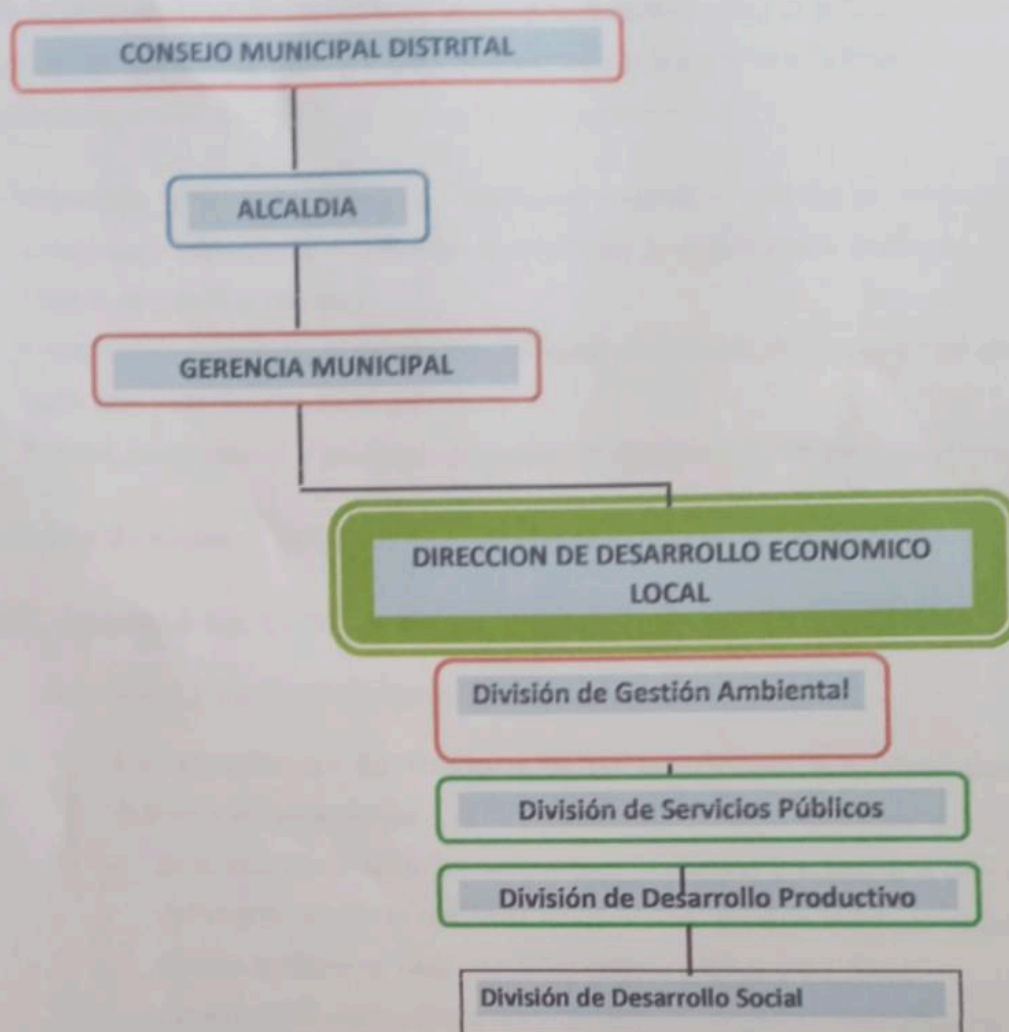 CONSEJO MUNICIPAL DISTRITAL
ALCALDIA
GERENCIA MUNICIPAL
DIRECCION DE DESARROLLO ECONOMICO
LOCAL
División de Gestión Ambiental
División de Servicios Públicos
División de Desarrollo Productivo
División de Desarrollo Social